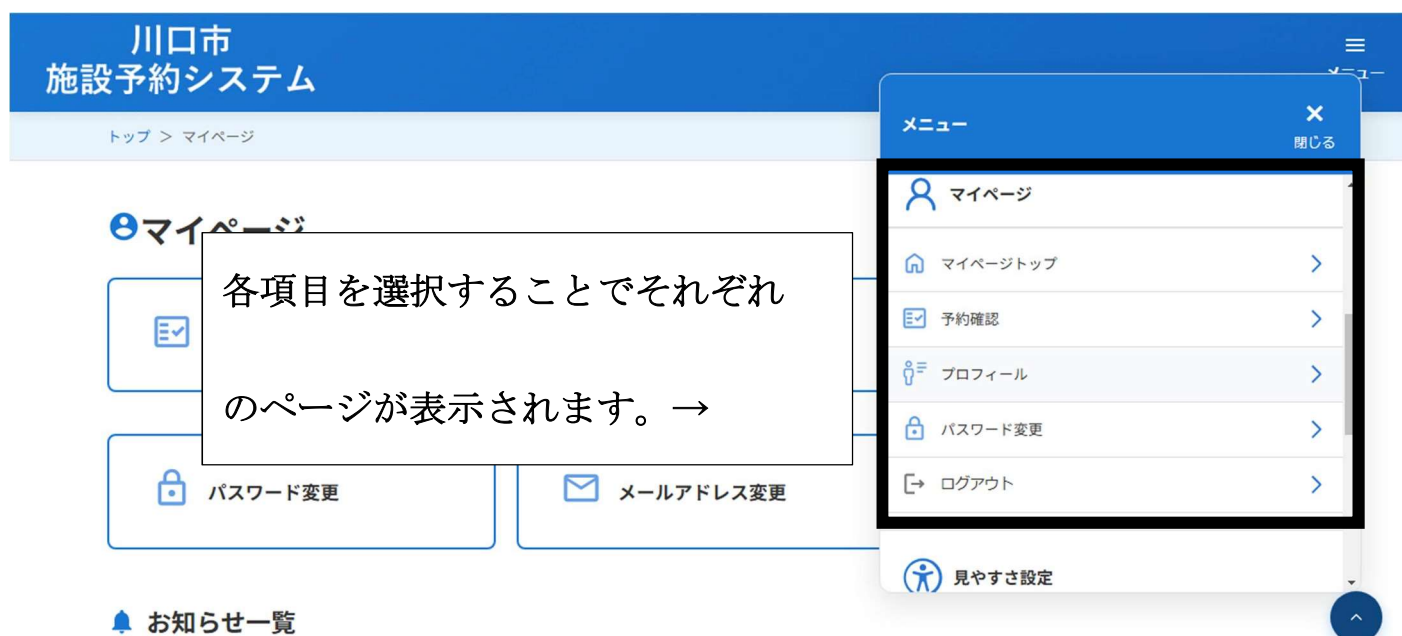 川口市
施設予約システム
メニュー
トップ > マイページ
メニュー
閉じる
マイページ
マイページ
マイページトップ
予約確認
プロフィール
パスワード変更
ログアウト
見やすさ設定
各項目を選択することでそれぞれ
のページが表示されます。→
パスワード変更
メールアドレス変更
お知らせ一覧